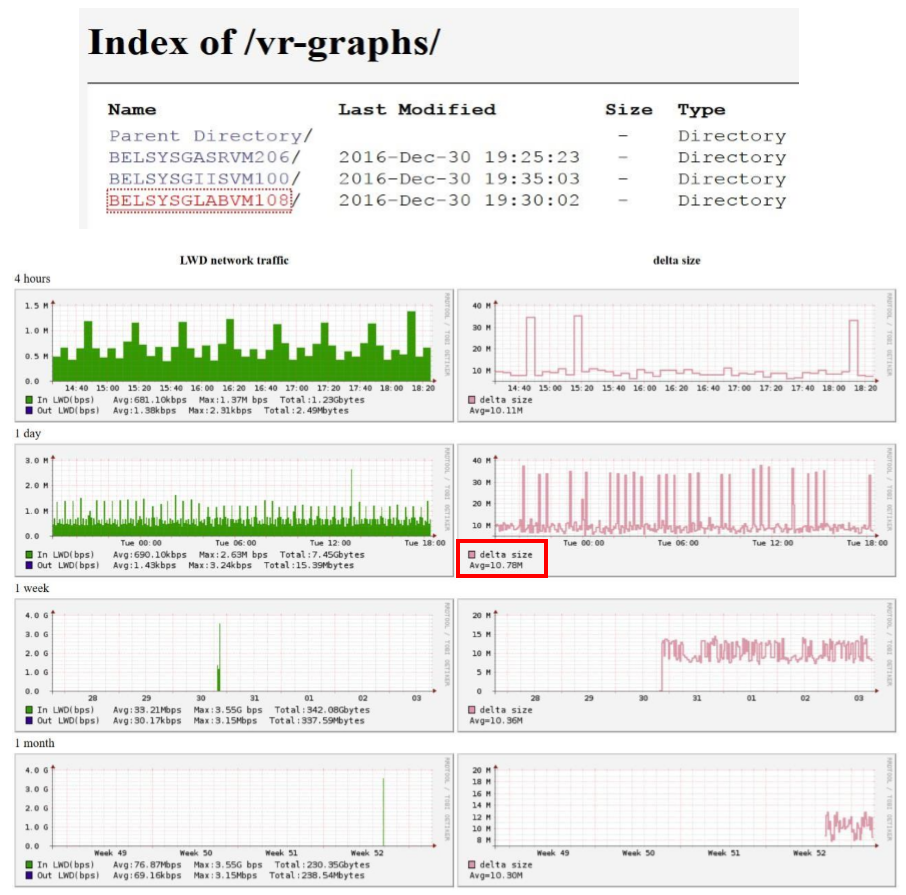 Index of /vr-graphs/
Name Last Modified Size Type
Parent Directory/ - Directory
BELSYSGASRVM206/ 2016-Dec-30 19:25:23 - Directory
BELSYSGIISVM100/ 2016-Dec-30 19:35:03 - Directory
BELSYSGLABVM108/ 2016-Dec-30 19:30:02 - Directory
LWD network traffic delta size
4 hours
1.5 M
1.0 M
0.5 M
0.0
14:40 15:00 15:20 15:40 16:00 16:20 16:40 17:00 17:20 17:40 18:00 18:20
In LWD(bps) Avg:681.10kbps Max:1.37M bps Total:1.23Gbytes
Out LWD(bps) Avg:1.38kbps Max:2.31kbps Total:2.49Mbytes
RRDTOOL / TOBI OETIKER
40 M
30 M
20 M
10 M
14:40 15:00 15:20 15:40 16:00 16:20 16:40 17:00 17:20 17:40 18:00 18:20
delta size
Avg=10.11M
RRDTOOL / TOBI OETIKER
1 day
3.0 M
2.0 M
1.0 M
0.0
Tue 00:00 Tue 06:00 Tue 12:00 Tue 18:00
In LWD(bps) Avg:690.10kbps Max:2.63M bps Total:7.45Gbytes
Out LWD(bps) Avg:1.43kbps Max:3.24kbps Total:15.39Mbytes
RRDTOOL / TOBI OETIKER
40 M
30 M
20 M
10 M
Tue 00:00 Tue 06:00 Tue 12:00 Tue 18:00
delta size
Avg=10.78M
RRDTOOL / TOBI OETIKER
1 week
4.0 G
3.0 G
2.0 G
1.0 G
0.0
28 29 30 31 01 02 03
In LWD(bps) Avg:33.21Mbps Max:3.55G bps Total:342.08Gbytes
Out LWD(bps) Avg:30.17kbps Max:3.15Mbps Total:337.59Mbytes
RRDTOOL / TOBI OETIKER
20 M
15 M
10 M
5 M
0
28 29 30 31 01 02 03
delta size
Avg=10.36M
RRDTOOL / TOBI OETIKER
1 month
4.0 G
3.0 G
2.0 G
1.0 G
0.0
Week 49 Week 50 Week 51 Week 52
In LWD(bps) Avg:76.87Mbps Max:3.55G bps Total:230.35Gbytes
Out LWD(bps) Avg:69.16kbps Max:3.15Mbps Total:238.54Mbytes
RRDTOOL / TOBI OETIKER
20 M
18 M
16 M
14 M
12 M
10 M
8 M
Week 49 Week 50 Week 51 Week 52
delta size
Avg=10.30M
RRDTOOL / TOBI OETIKER